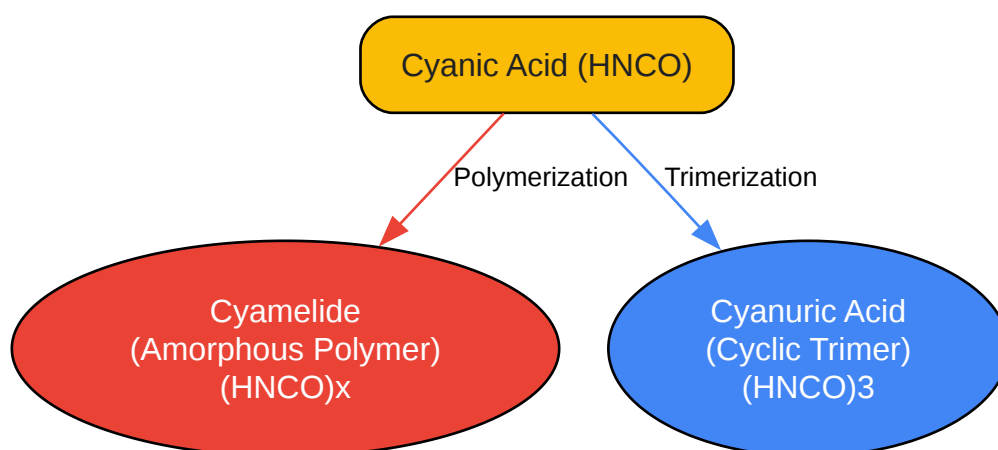 Cyanic Acid (HNCO)
Polymerization
Trimerization
Cyamelide
(Amorphous Polymer)
(HNCO)x
Cyanuric Acid
(Cyclic Trimer)
(HNCO)3